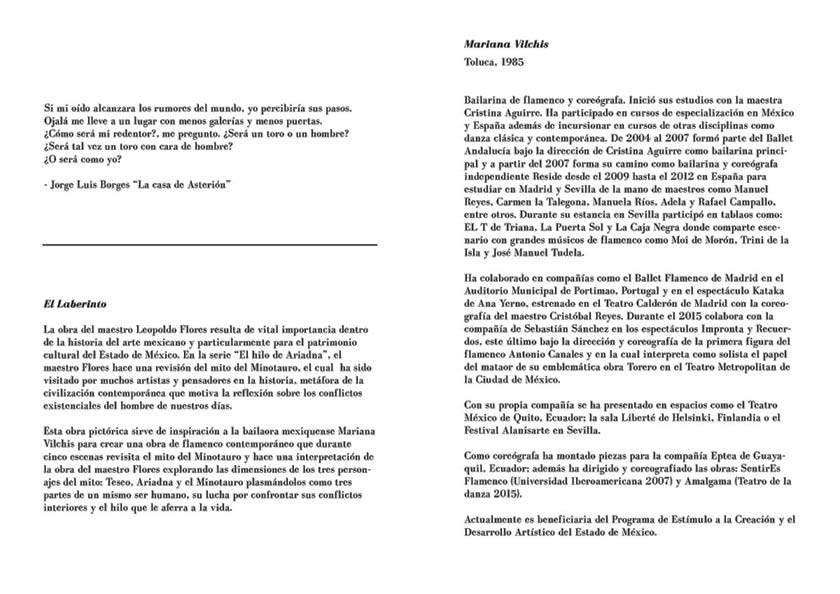 Si mi oído alcanzara los rumores del mundo, yo percibiría sus pasos.
Ojalá me lleve a un lugar con menos galerías y menos puertas.
¿Cómo será mi redentor?, me pregunto. ¿Será un toro o un hombre?
¿Será tal vez un toro con cara de hombre?
¿O será como yo?
- Jorge Luis Borges “La casa de Asterión”
El Laberinto
La obra del maestro Leopoldo Flores resulta de vital importancia dentro
de la historia del arte mexicano y particularmente para el patrimonio
cultural del Estado de México. En la serie “El hilo de Ariadna”, el
maestro Flores hace una revisión del mito del Minotauro, el cual ha sido
visitado por muchos artistas y pensadores en la historia, metáfora de la
civilización contemporánea que motiva la reflexión sobre los conflictos
existenciales del hombre de nuestros días.
Esta obra pictórica sirve de inspiración a la bailaora mexiquense Mariana
Vilchis para crear una obra de flamenco contemporáneo que durante
cinco escenas revisita el mito del Minotauro y hace una interpretación de
la obra del maestro Flores explorando las dimensiones de los tres person-
ajes del mito: Teseo, Ariadna y el Minotauro plasmándolos como tres
partes de un mismo ser humano, su lucha por confrontar sus conflictos
interiores y el hilo que le aferra a la vida.
Mariana Vilchis
Toluca, 1985
Bailarina de flamenco y coreógrafa. Inició sus estudios con la maestra
Cristina Aguirre. Ha participado en cursos de especialización en México
y España además de incursionar en cursos de otras disciplinas como
danza clásica y contemporánea. De 2004 al 2007 formó parte del Ballet
Andalucía bajo la dirección de Cristina Aguirre como bailarina princi-
pal y a partir del 2007 forma su camino como bailarina y coreógrafa
independiente Reside desde el 2009 hasta el 2012 en España para
estudiar en Madrid y Sevilla de la mano de maestros como Manuel
Reyes, Carmen la Talegona, Manuela Ríos, Adela y Rafael Campallo,
entre otros. Durante su estancia en Sevilla participó en tablaos como:
EL T de Triana, La Puerta Sol y La Caja Negra donde comparte esce-
nario con grandes músicos de flamenco como Moi de Morón, Trini de la
Isla y José Manuel Tudela.
Ha colaborado en compañías como el Ballet Flamenco de Madrid en el
Auditorio Municipal de Portimao, Portugal y en el espectáculo Kataka
de Ana Yerno, estrenado en el Teatro Calderón de Madrid con la coreo-
grafía del maestro Cristóbal Reyes. Durante el 2015 colabora con la
compañía de Sebastián Sánchez en los espectáculos Impronta y Recuer-
dos, este último bajo la dirección y coreografía de la primera figura del
flamenco Antonio Canales y en la cual interpreta como solista el papel
del mataor de su emblemática obra Torero en el Teatro Metropolitan de
la Ciudad de México.
Con su propia compañía se ha presentado en espacios como el Teatro
México de Quito, Ecuador; la sala Liberté de Helsinki, Finlandia o el
Festival Alanisarte en Sevilla.
Como coreógrafa ha montado piezas para la compañía Eptea de Guaya-
quil, Ecuador; además ha dirigido y coreografiado las obras: SentirEs
Flamenco (Universidad Iberoamericana 2007) y Amalgama (Teatro de la
danza 2015).
Actualmente es beneficiaria del Programa de Estímulo a la Creación y el
Desarrollo Artístico del Estado de México.